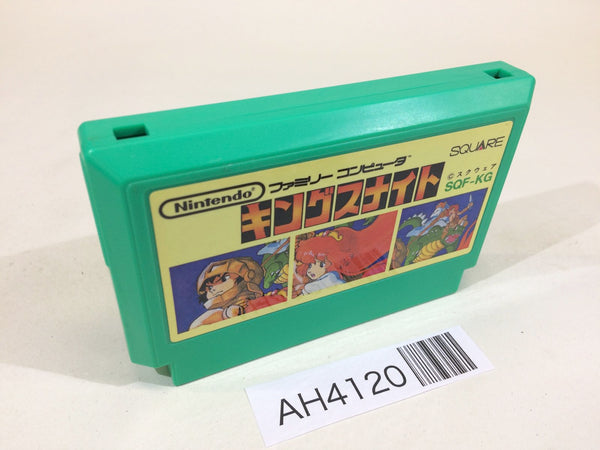 Nintendo
ファミリー コンピュータ
SQUARE
キングスナイト
©スクウェア
SQF-KG
AH4120